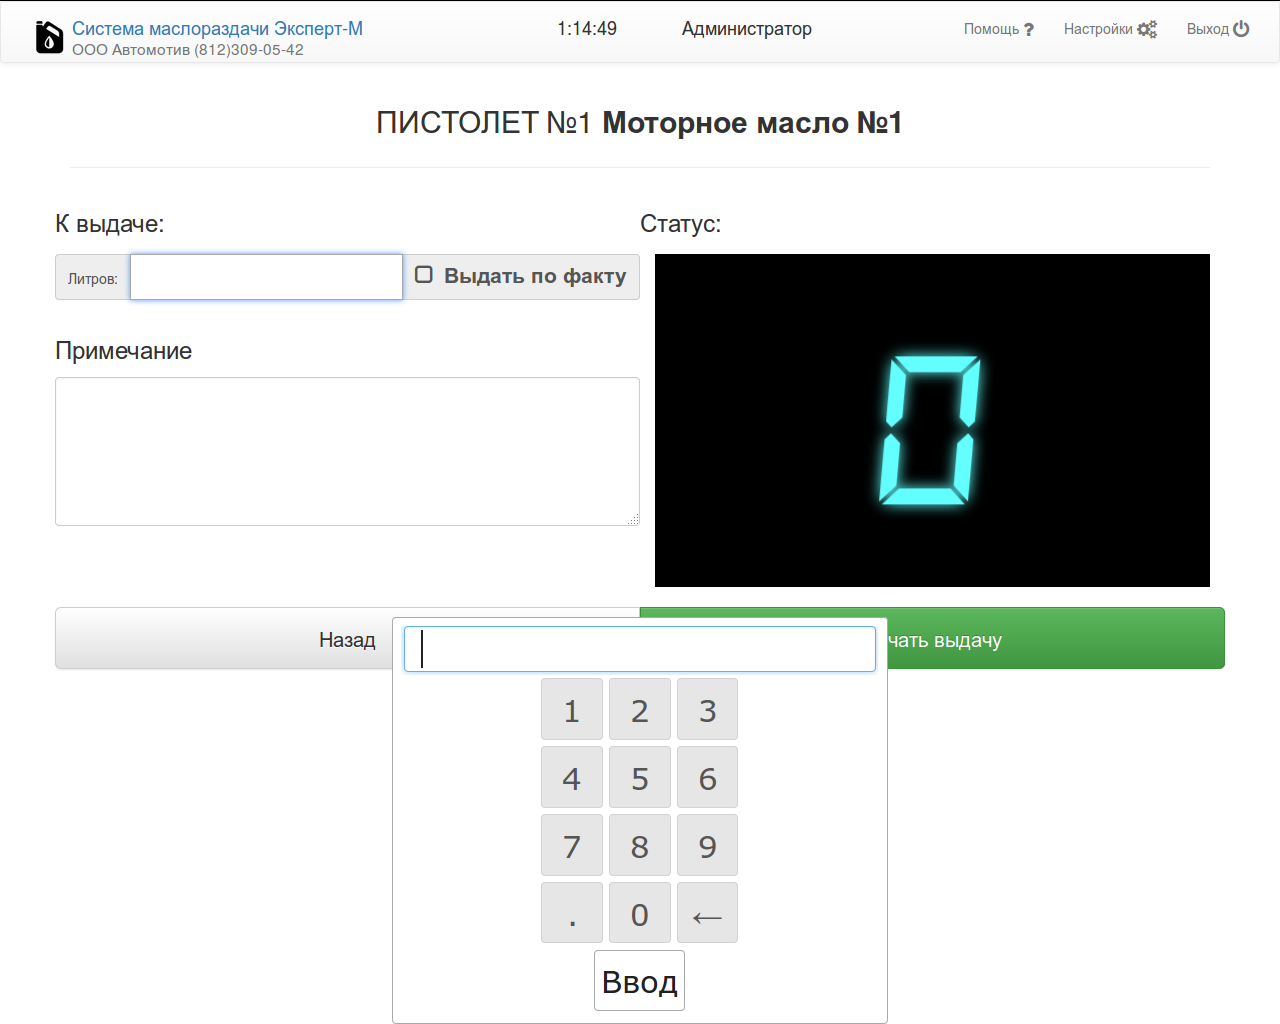 Система маслораздачи Эксперт-М 1:14:49 Администратор Помощь ? Настройки Выход
ООО Автомотив (812)309-05-42
ПИСТОЛЕТ №1 Моторное масло №1
К выдаче: Статус:
Литров: Выдать по факту
0
Примечание
Назад чать выдачу
1 2 3
4 5 6
7 8 9
. 0 ←
Ввод